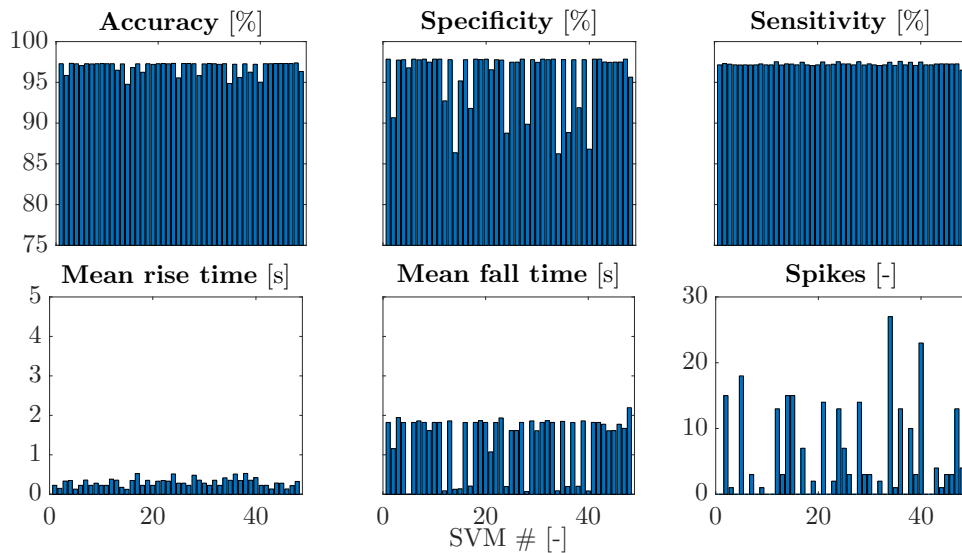 Accuracy [%]
Specificity [%]
Sensitivity [%]
100
95
90
85
80
75
Mean rise time [s]
Mean fall time [s]
Spikes [-]
5
4
3
2
1
0
30
20
10
0
0 20 40
0 20 40
0 20 40
SVM # [-]